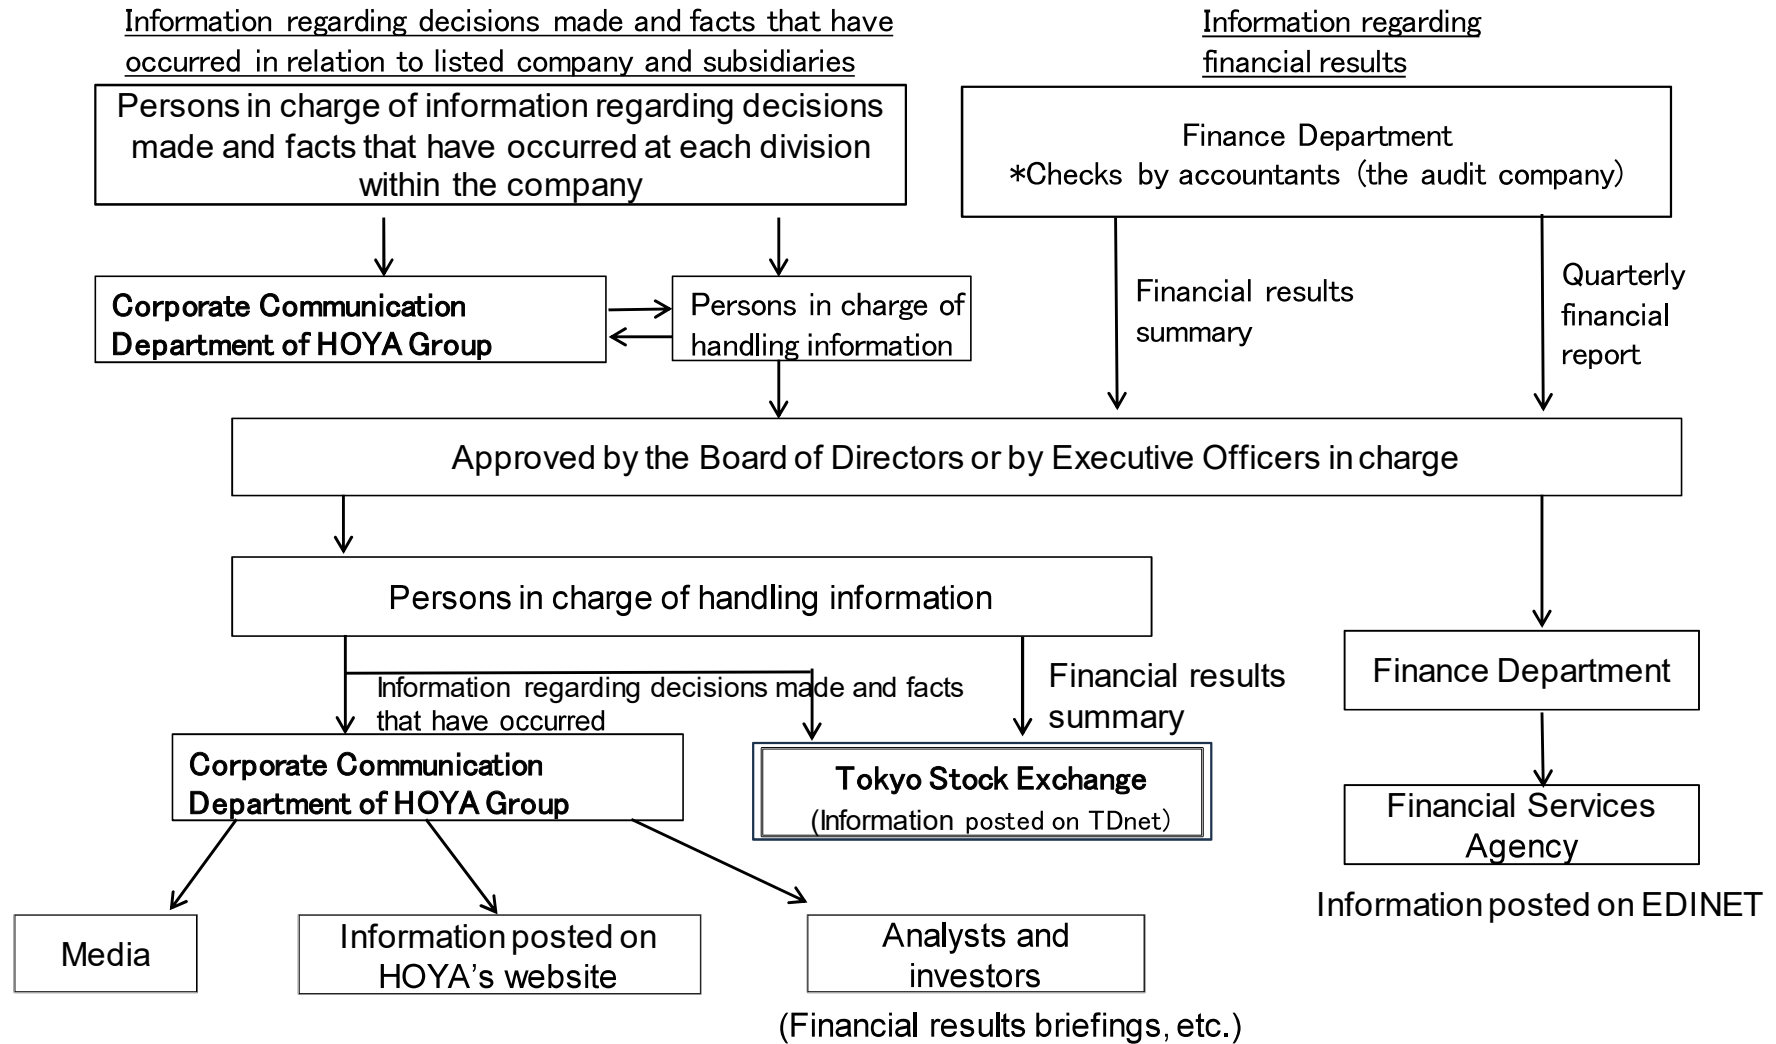 Information regarding decisions made and facts that have
occurred in relation to listed company and subsidiaries
Information regarding
financial results
Persons in charge of information regarding decisions
made and facts that have occurred at each division
within the company
Finance Department
*Checks by accountants (the audit company)
Corporate Communication
Department of HOYA Group
Persons in charge of
handling information
Financial results
summary
Quarterly
financial
report
Approved by the Board of Directors or by Executive Officers in charge
Persons in charge of handling information
Information regarding decisions made and facts
that have occurred
Financial results
summary
Finance Department
Corporate Communication
Department of HOYA Group
Tokyo Stock Exchange
(Information posted on TDnet)
Financial Services
Agency
Information posted on EDINET
Media
Information posted on
HOYA's website
Analysts and
investors
(Financial results briefings, etc.)